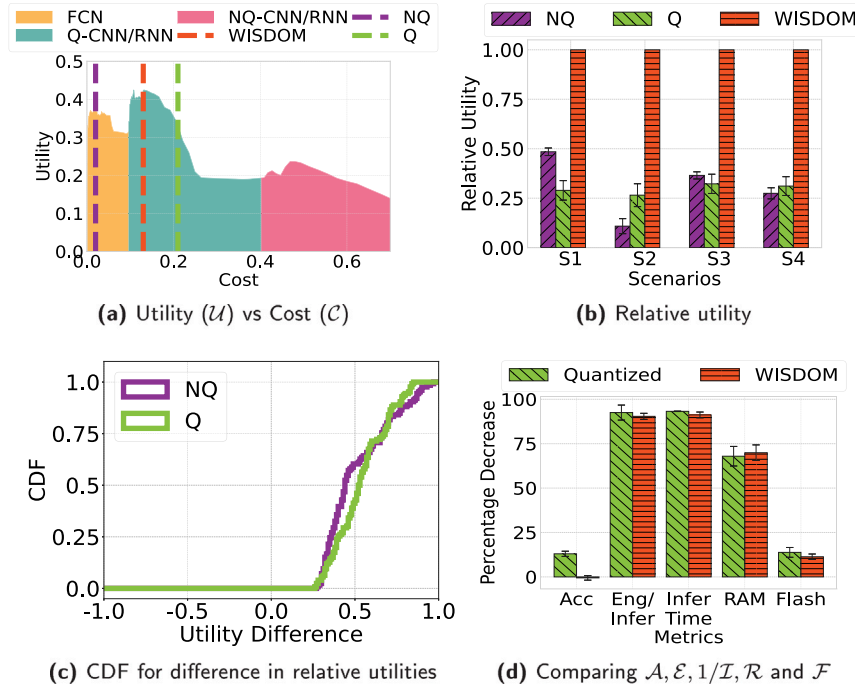 FCN NQ-CNN/RNN NQ
Q-CNN/RNN WISDOM Q
0.5
0.4
0.3
0.2
0.1
0.0
Utility
0.0 0.2 0.4 0.6
Cost
(a) Utility (𝒰) vs Cost (𝒞)
NQ Q WISDOM
1.00
0.75
0.50
0.25
0.00
Relative Utility
S1 S2 S3 S4
Scenarios
(b) Relative utility
NQ
Q
1.0
0.75
0.50
0.25
0.0
CDF
-1.0 -0.5 0.0 0.5 1.0
Utility Difference
(c) CDF for difference in relative utilities
Quantized WISDOM
100
75
50
25
0
Percentage Decrease
Acc Eng/ Infer RAM Flash
Infer Time
Metrics
(d) Comparing 𝒜, ℰ, 1/ℐ, ℛ and ℱ